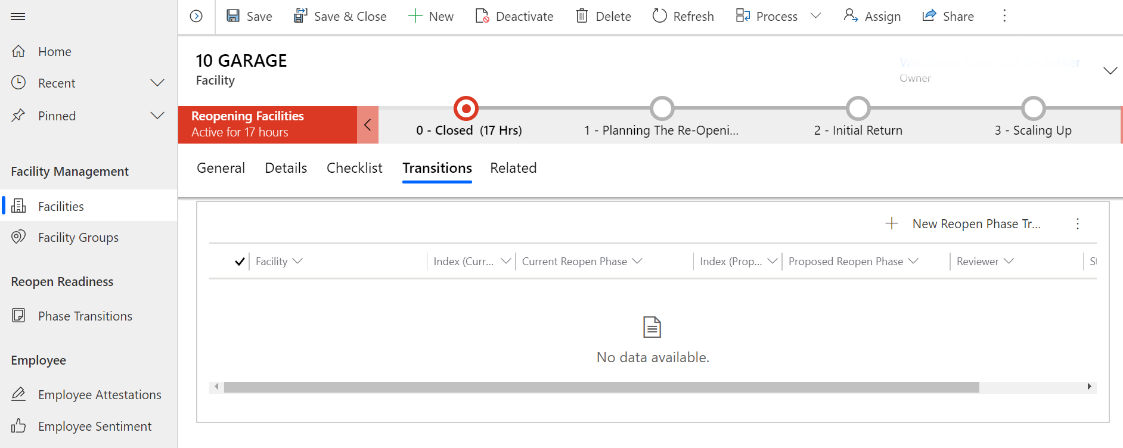 Save
Save & Close
New
Deactivate
Delete
Refresh
Process
Assign
Share
Home
Recent
Pinned
Facility Management
Facilities
Facility Groups
Reopen Readiness
Phase Transitions
Employee
Employee Attestations
Employee Sentiment
10 GARAGE
Facility
Owner
Reopening Facilities
Active for 17 hours
0 - Closed (17 Hrs)
1 - Planning The Re-Openi...
2 - Initial Return
3 - Scaling Up
General
Details
Checklist
Transitions
Related
New Reopen Phase Tr...
Facility
Index (Curr...
Current Reopen Phase
Index (Prop...
Proposed Reopen Phase
Reviewer
No data available.